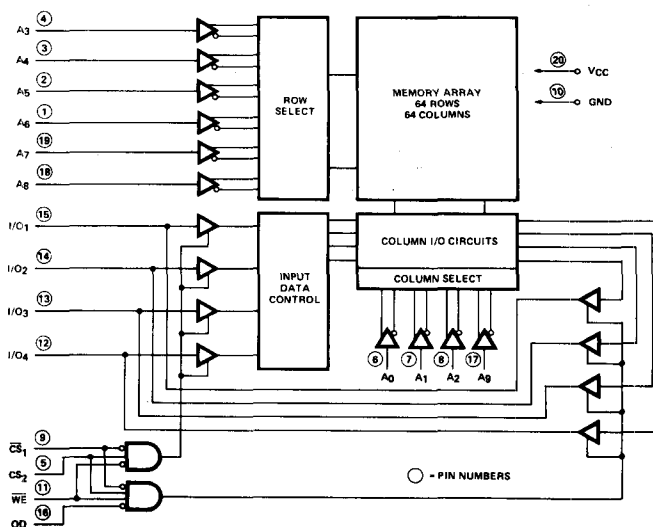 A3 4
A4 3
A5 2
A6 1
A7 19
A8 18
ROW
SELECT
MEMORY ARRAY
64 ROWS
64 COLUMNS
20 VCC
10 GND
I/O1 15
I/O2 14
I/O3 13
I/O4 12
INPUT
DATA
CONTROL
COLUMN I/O CIRCUITS
COLUMN SELECT
6 7 8 17
A0 A1 A2 A9
CS1 9
CS2 5
WE 11
OD 16
= PIN NUMBERS